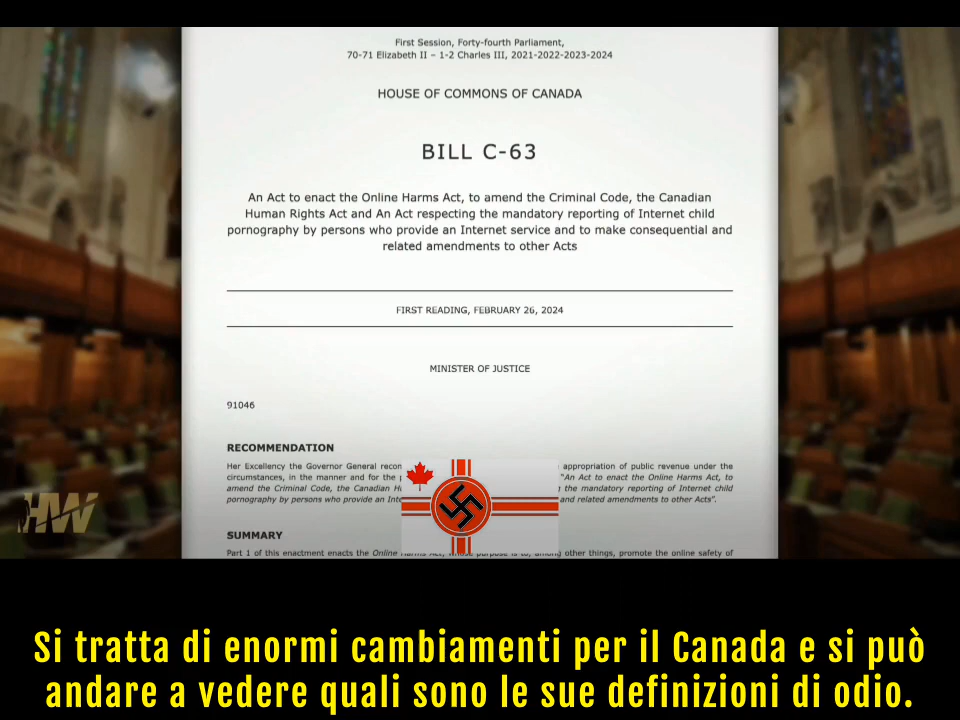 First Session, Forty-fourth Parliament,
70-71 Elizabeth II – 1-2 Charles III, 2021-2022-2023-2024
HOUSE OF COMMONS OF CANADA
BILL C-63
An Act to enact the Online Harms Act, to amend the Criminal Code, the Canadian
Human Rights Act and An Act respecting the mandatory reporting of Internet child
pornography by persons who provide an Internet service and to make consequential and
related amendments to other Acts
FIRST READING, FEBRUARY 26, 2024
MINISTER OF JUSTICE
91046
RECOMMENDATION
Her Excellency the Governor General appropriation of public revenue under the
circumstances, in the manner and for the “An Act to enact the Online Harms Act, to
amend the Criminal Code, the Canadian the mandatory reporting of Internet child
pornography by persons who provide an and related amendments to other Acts”.
HW
SUMMARY
Part 1 of this enactment enacts the Online Harms Act, whose purpose is to, among other things, promote the online safety of
Si tratta di enormi cambiamenti per il Canada e si può
andare a vedere quali sono le sue definizioni di odio.